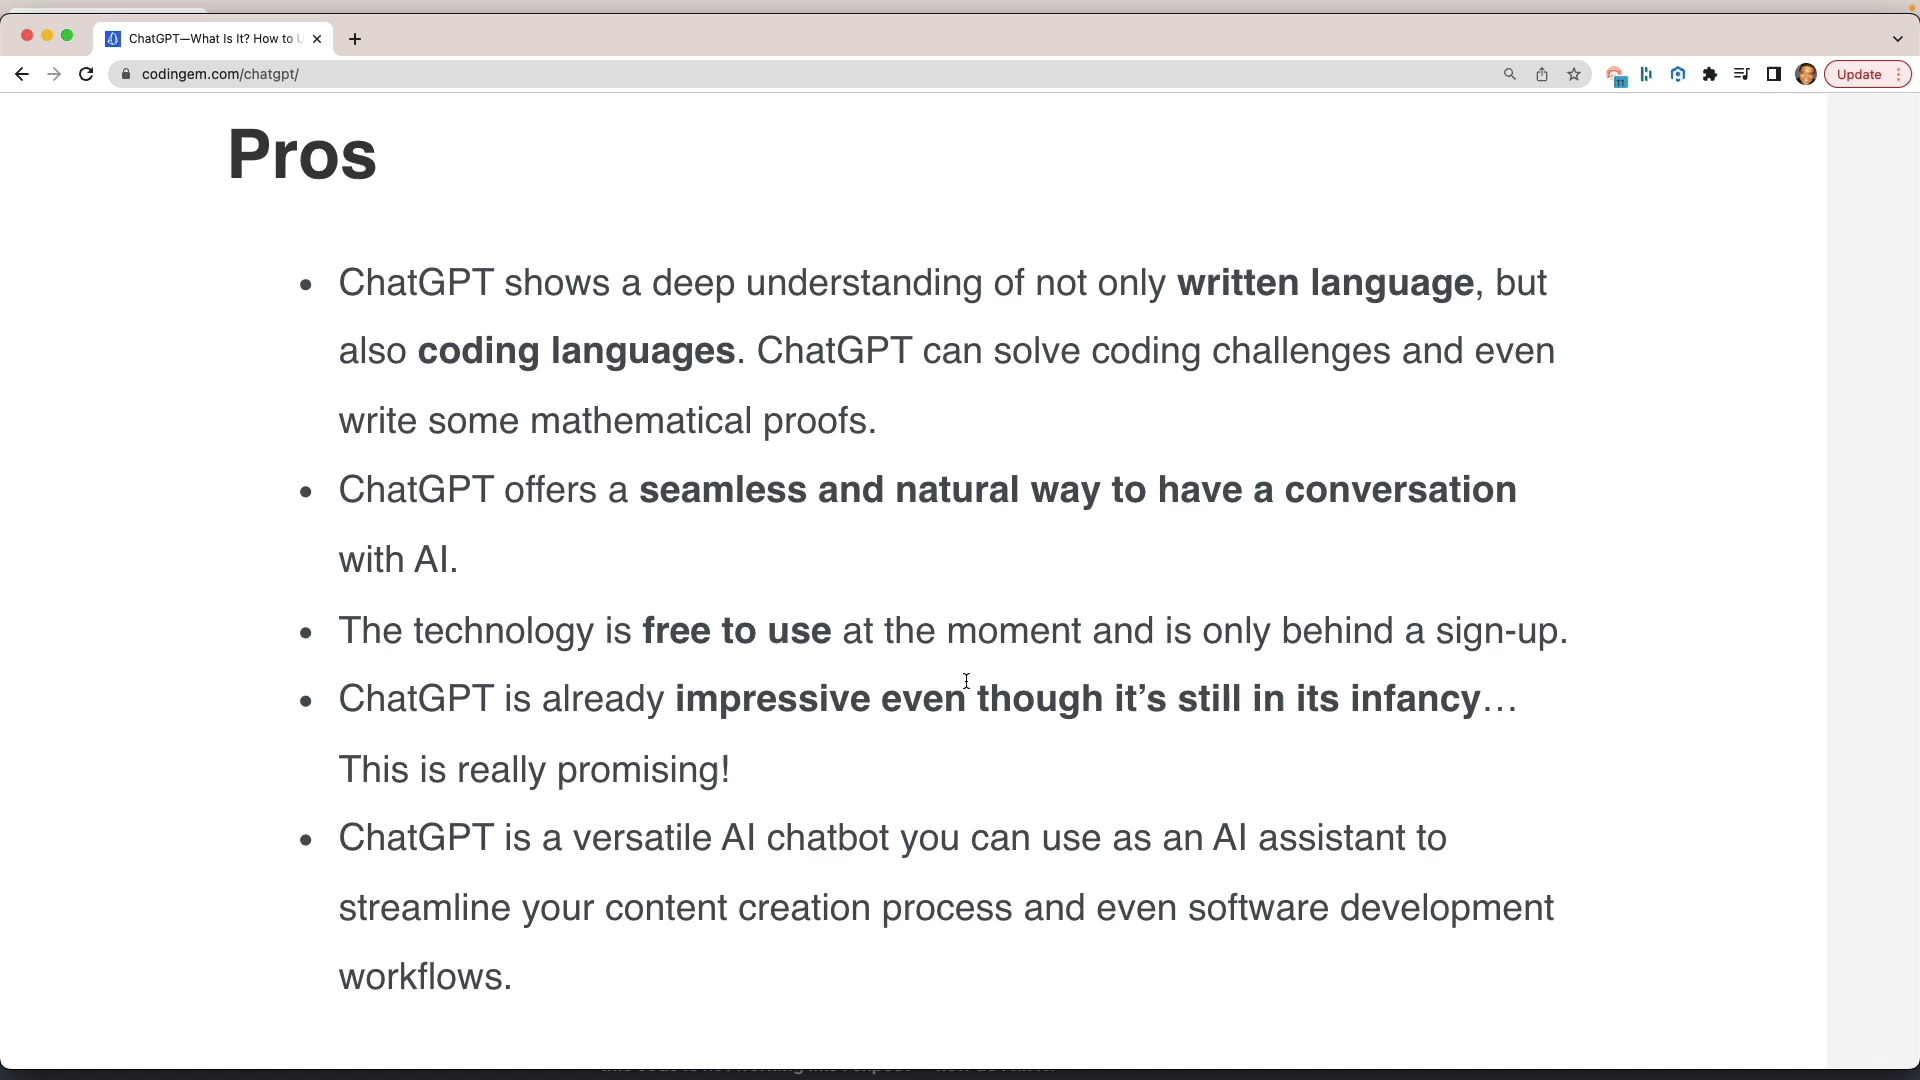 ChatGPT—What Is It? How to U
codingem.com/chatgpt/
11
Update
Pros
• ChatGPT shows a deep understanding of not only written language, but
also coding languages. ChatGPT can solve coding challenges and even
write some mathematical proofs.
• ChatGPT offers a seamless and natural way to have a conversation
with AI.
• The technology is free to use at the moment and is only behind a sign-up.
• ChatGPT is already impressive even though it’s still in its infancy…
This is really promising!
• ChatGPT is a versatile AI chatbot you can use as an AI assistant to
streamline your content creation process and even software development
workflows.